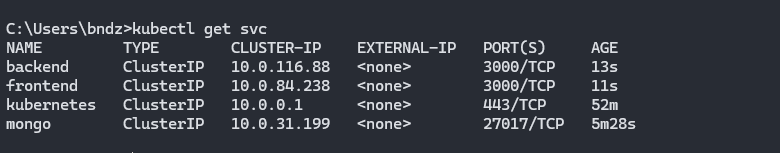 C:\Users\bndz>kubectl get svc
NAME         TYPE        CLUSTER-IP    EXTERNAL-IP   PORT(S)     AGE
backend      ClusterIP   10.0.116.88   <none>        3000/TCP    13s
frontend     ClusterIP   10.0.84.238   <none>        3000/TCP    11s
kubernetes   ClusterIP   10.0.0.1      <none>        443/TCP     52m
mongo        ClusterIP   10.0.31.199   <none>        27017/TCP   5m28s